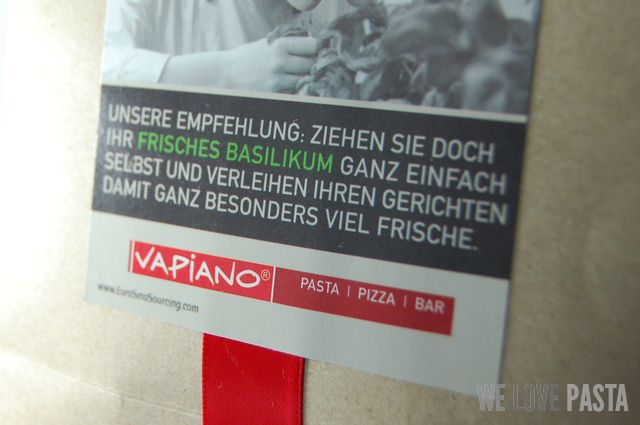 UNSERE EMPFEHLUNG: ZIEHEN SIE DOCH
IHR FRISCHES BASILIKUM GANZ EINFACH
SELBST UND VERLEIHEN IHREN GERICHTEN
DAMIT GANZ BESONDERS VIEL FRISCHE.
VAPIANO®
PASTA | PIZZA | BAR
www.EuroSinoSourcing.com
WE LOVE PASTA